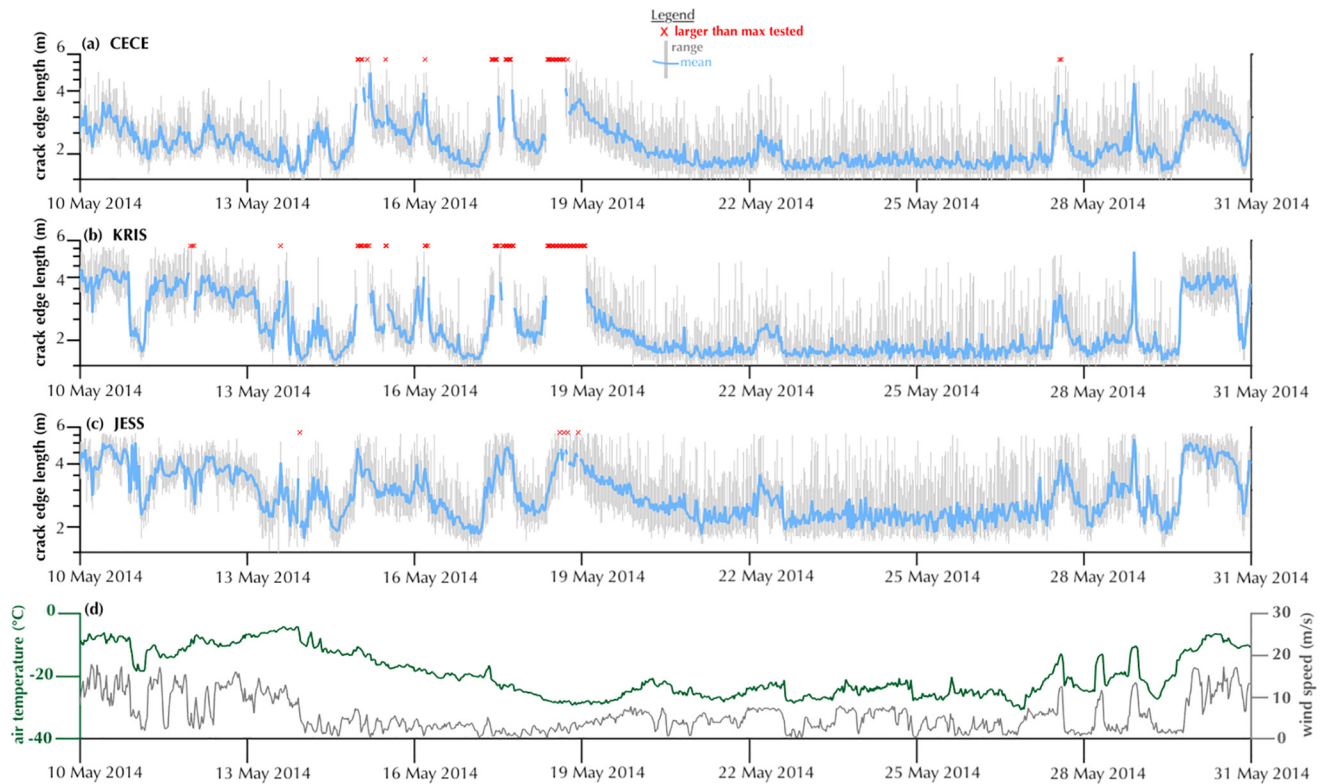 Legend
x larger than max tested
range
mean
(a) CECE
crack edge length (m)
6
4
2
10 May 2014 13 May 2014 16 May 2014 19 May 2014 22 May 2014 25 May 2014 28 May 2014 31 May 2014
(b) KRIS
crack edge length (m)
6
4
2
10 May 2014 13 May 2014 16 May 2014 19 May 2014 22 May 2014 25 May 2014 28 May 2014 31 May 2014
(c) JESS
crack edge length (m)
6
4
2
10 May 2014 13 May 2014 16 May 2014 19 May 2014 22 May 2014 25 May 2014 28 May 2014 31 May 2014
(d)
air temperature (°C)
0
-20
-40
30
20
10
0
wind speed (m/s)
10 May 2014 13 May 2014 16 May 2014 19 May 2014 22 May 2014 25 May 2014 28 May 2014 31 May 2014